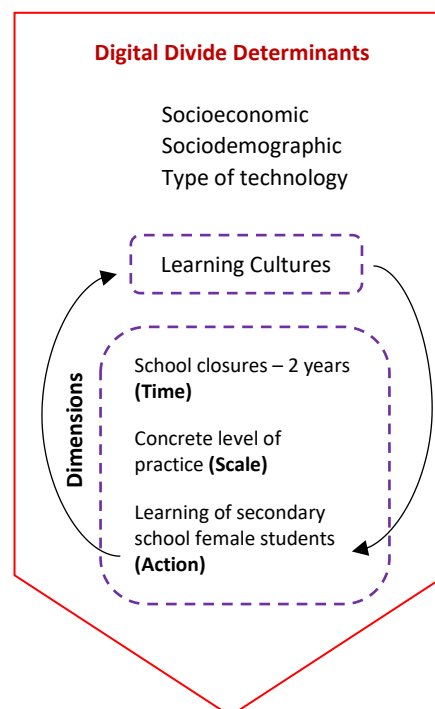 Digital Divide Determinants
Socioeconomic
Sociodemographic
Type of technology
Learning Cultures
Dimensions
School closures – 2 years
(Time)
Concrete level of
practice (Scale)
Learning of secondary
school female students
(Action)